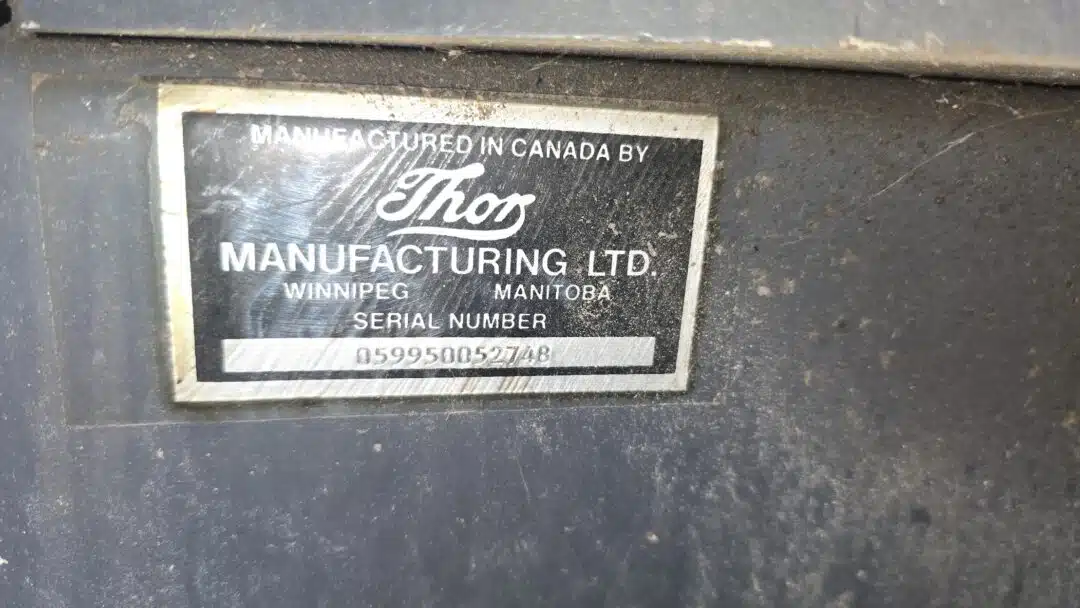 MANUFACTURED IN CANADA BY
Thor
MANUFACTURING LTD.
WINNIPEG MANITOBA
SERIAL NUMBER
059950052748